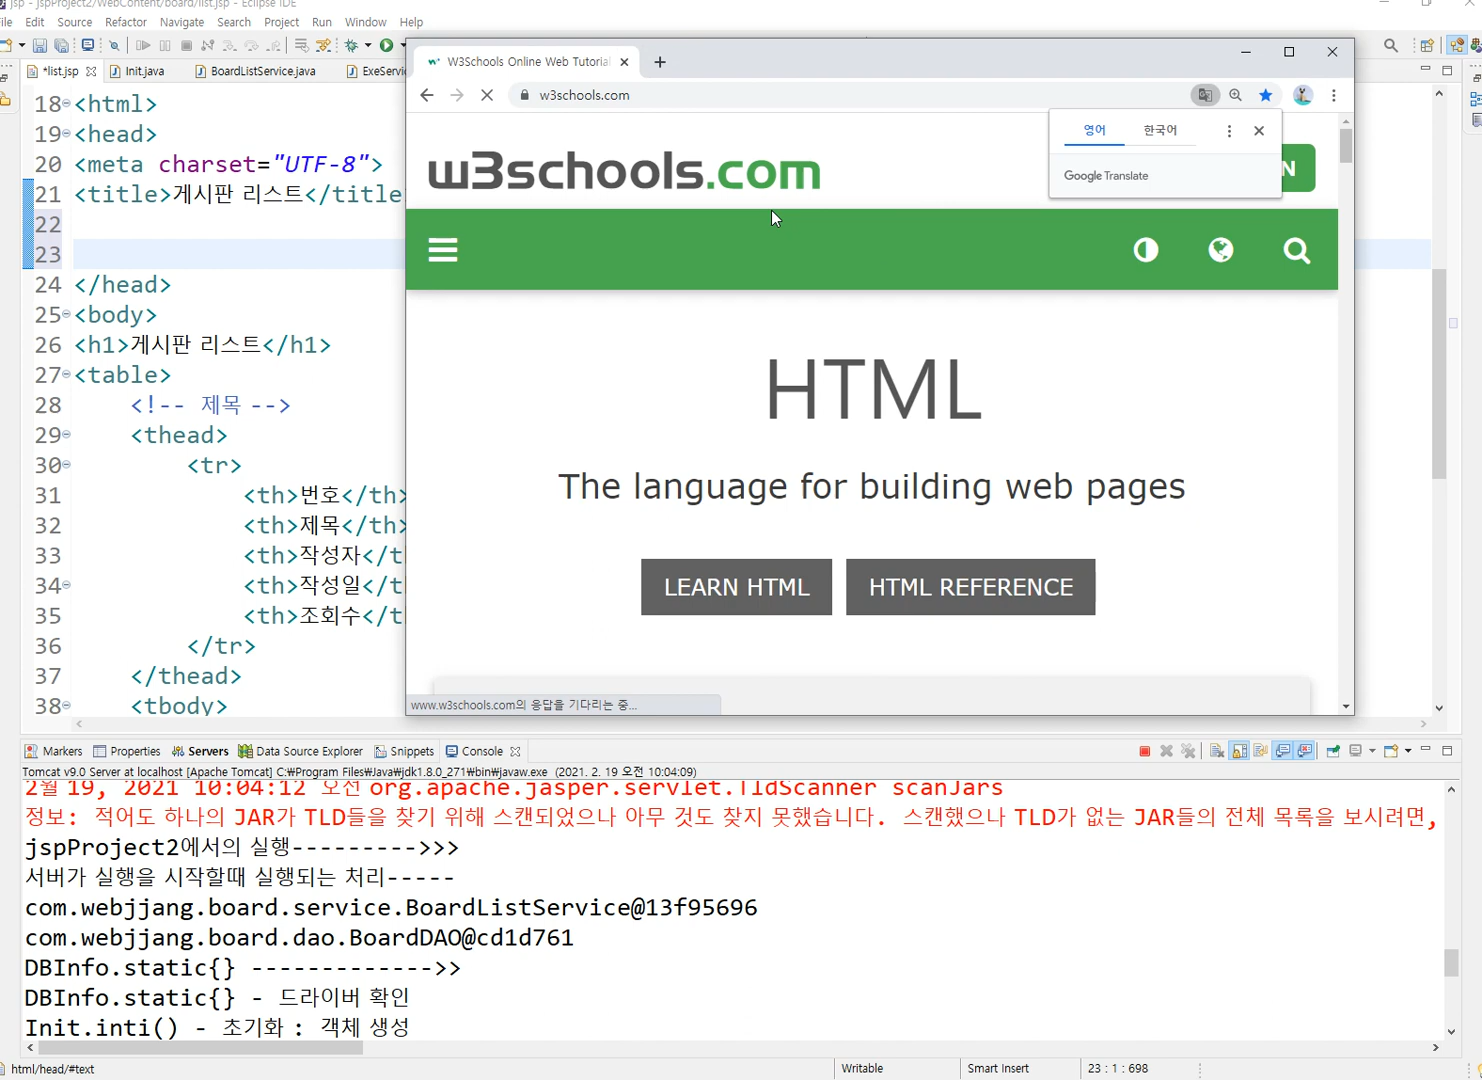 jsp - jspProject2/WebContent/board/list.jsp - Eclipse IDE
File Edit Source Refactor Navigate Search Project Run Window Help
*list.jsp
Init.java
BoardListService.java
ExeServic
18 <html>
19 <head>
20 <meta charset="UTF-8">
21 <title>게시판 리스트</title
22
23
24 </head>
25 <body>
26 <h1>게시판 리스트</h1>
27 <table>
28 <!-- 제목 -->
29 <thead>
30 <tr>
31 <th>번호</th>
32 <th>제목</th>
33 <th>작성자</th
34 <th>작성일</t
35 <th>조회수</t
36 </tr>
37 </thead>
38 <tbody>
W3Schools Online Web Tutorial
w3schools.com
영어
한국어
Google Translate
w3schools.com
N
HTML
The language for building web pages
LEARN HTML
HTML REFERENCE
www.w3schools.com의 응답을 기다리는 중...
Markers Properties Servers Data Source Explorer Snippets Console
Tomcat v9.0 Server at localhost [Apache Tomcat] C:₩Program Files₩Java₩jdk1.8.0_271₩bin₩javaw.exe (2021. 2. 19 오전 10:04:09)
2월 19, 2021 10:04:12 오전 org.apache.jasper.servlet.TldScanner scanJars
정보: 적어도 하나의 JAR가 TLD들을 찾기 위해 스캔되었으나 아무 것도 찾지 못했습니다. 스캔했으나 TLD가 없는 JAR들의 전체 목록을 보시려면,
jspProject2에서의 실행--------->>>
서버가 실행을 시작할때 실행되는 처리-----
com.webjjang.board.service.BoardListService@13f95696
com.webjjang.board.dao.BoardDAO@cd1d761
DBInfo.static{} ------------->>
DBInfo.static{} - 드라이버 확인
Init.inti() - 초기화 : 객체 생성
html/head/#text
Writable
Smart Insert
23 : 1 : 698